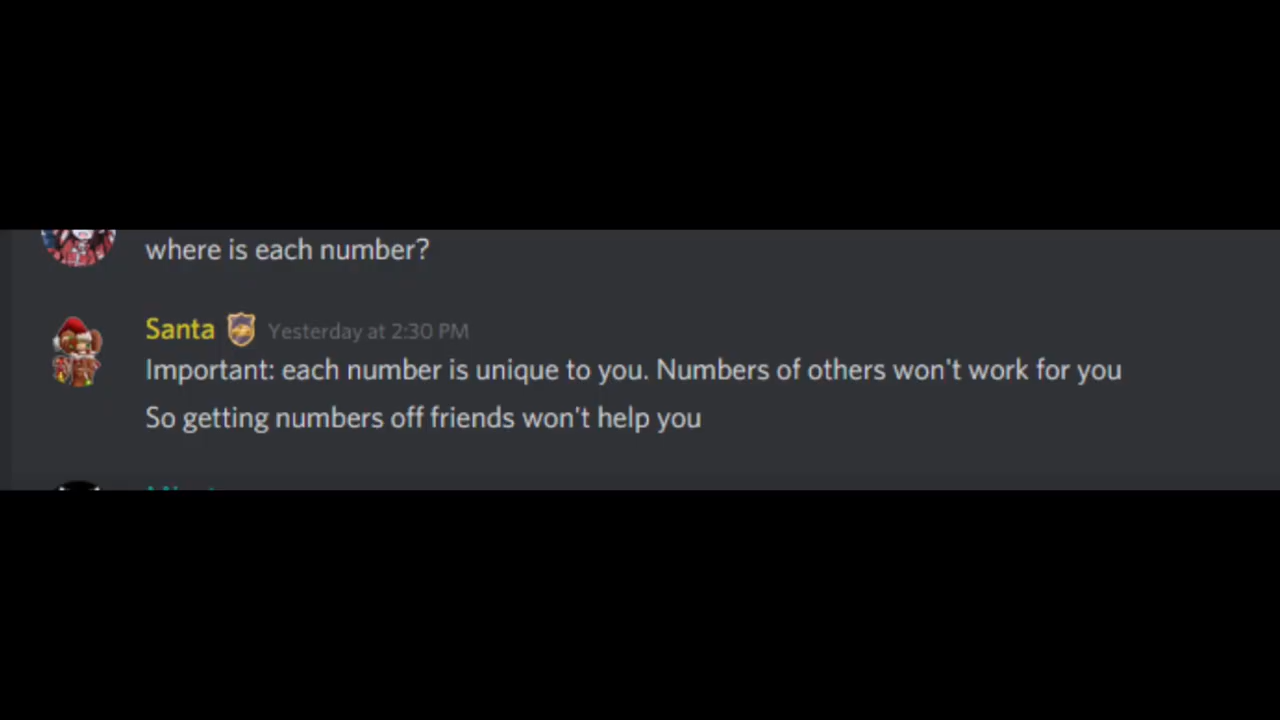 where is each number?
Santa Yesterday at 2:30 PM
Important: each number is unique to you. Numbers of others won't work for you
So getting numbers off friends won't help you